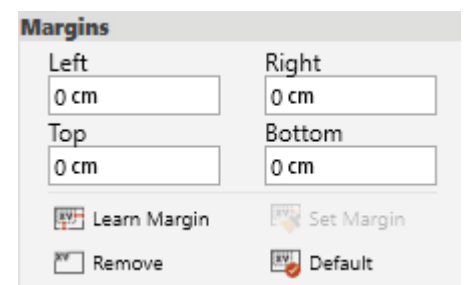 Margins
Left Right
0 cm 0 cm
Top Bottom
0 cm 0 cm
Learn Margin Set Margin
Remove Default